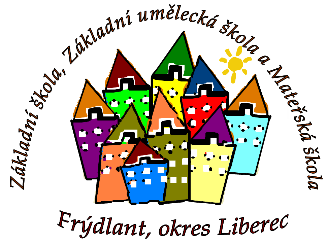 Základní škola, Základní umělecká škola a Mateřská škola
Frýdlant, okres Liberec